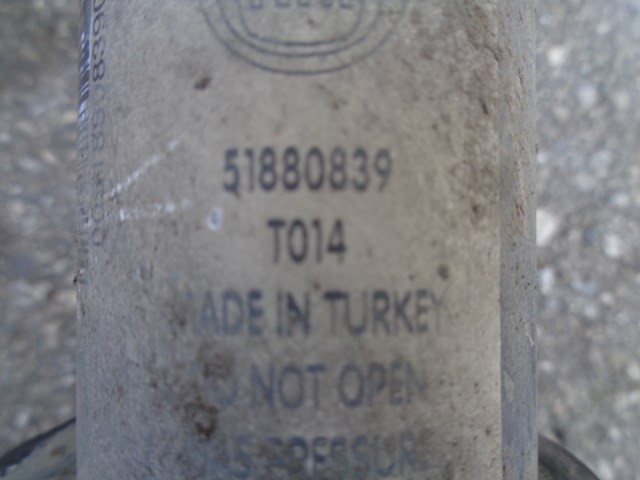 51880839
T014
MADE IN TURKEY
DO NOT OPEN
GAS PRESSURE